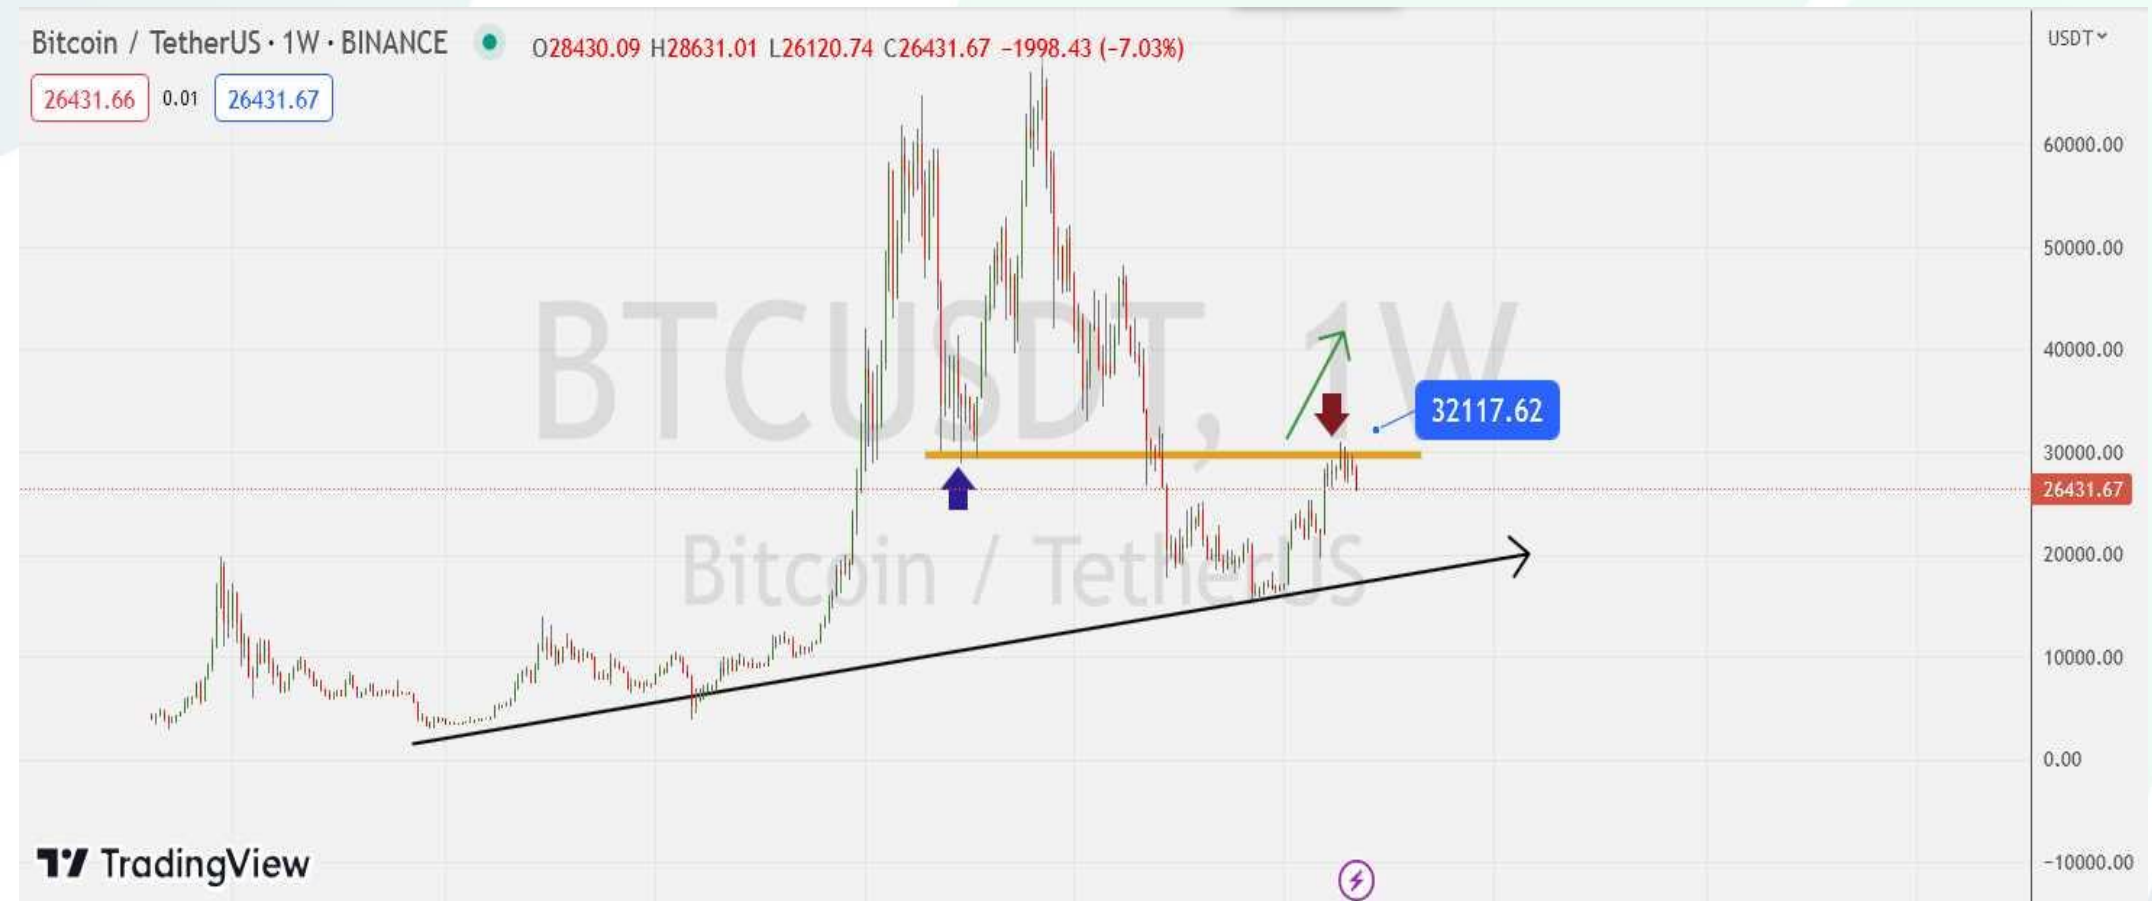 Bitcoin / TetherUS · 1W · BINANCE O28430.09 H28631.01 L26120.74 C26431.67 −1998.43 (−7.03%)
USDT
26431.66 0.01 26431.67
60000.00
50000.00
BTCUSDT, 1W
40000.00
32117.62
30000.00
26431.67
Bitcoin / TetherUS
20000.00
10000.00
0.00
TradingView
−10000.00